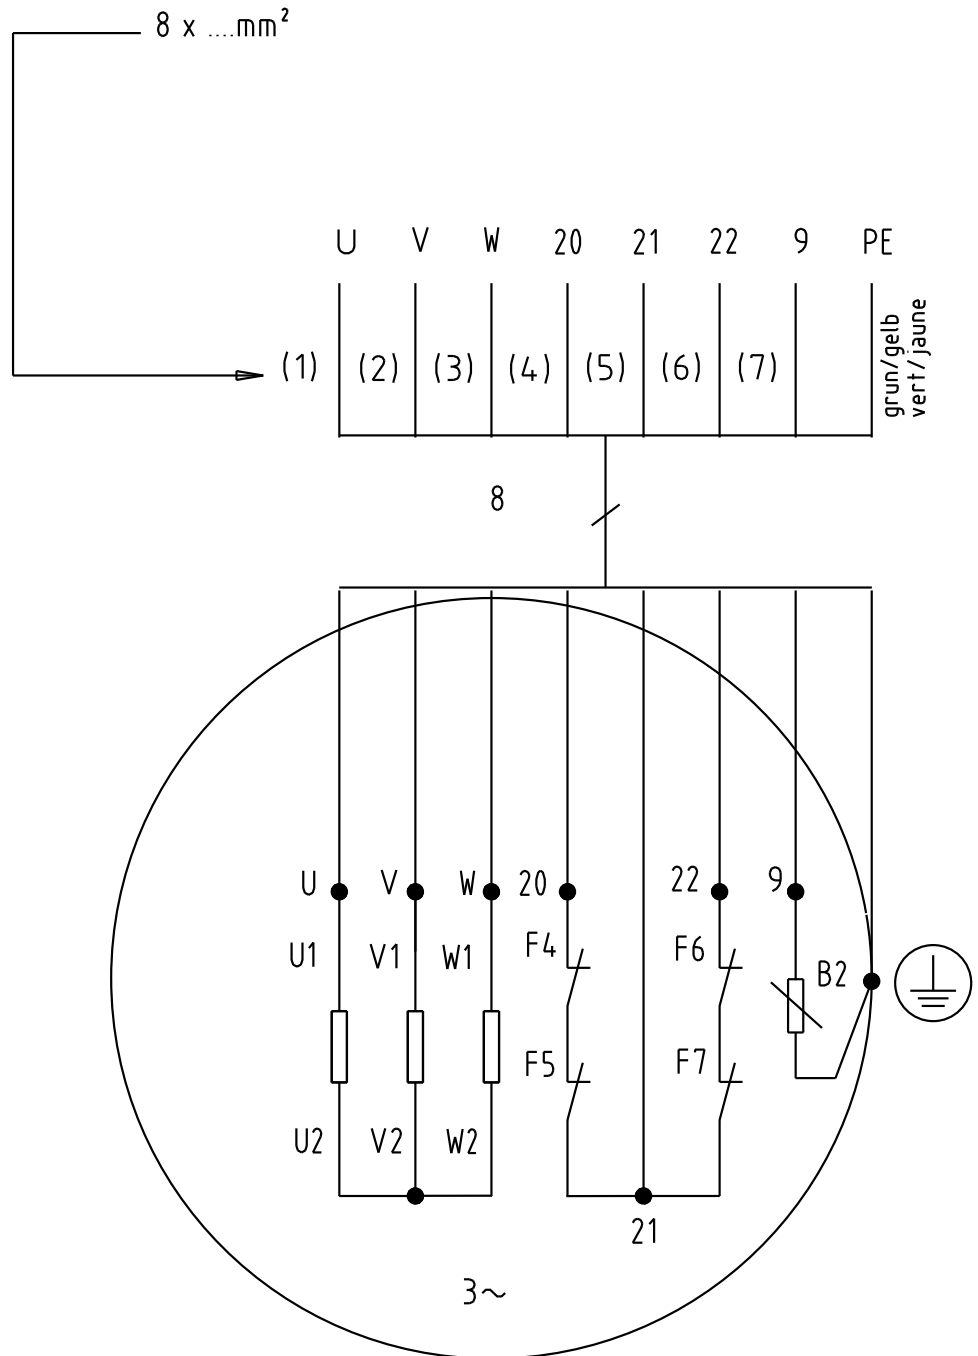 8 x ....mm²
U V W 20 21 22 9 PE
grun/gelb
vert/jaune
(1) (2) (3) (4) (5) (6) (7)
8
U V W 20 22 9
U1 V1 W1 F4 F6 B2
F5 F7
U2 V2 W2
21
3~